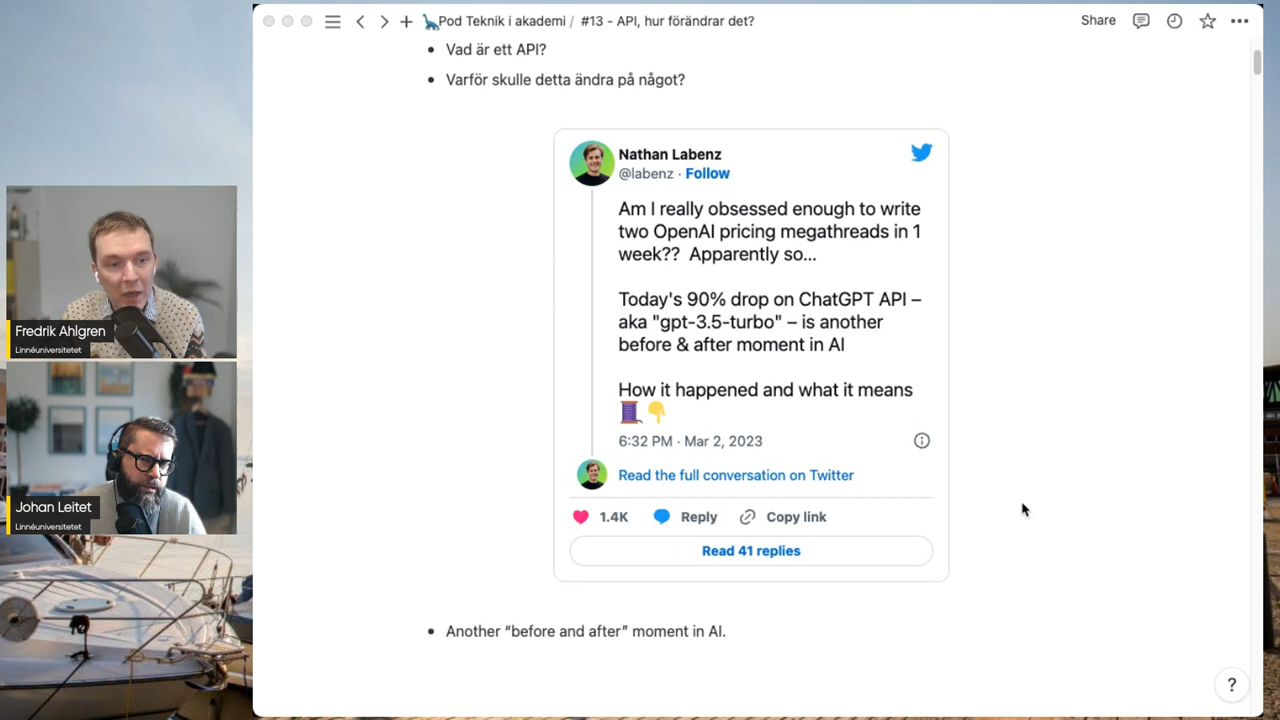 Pod Teknik i akademi / #13 - API, hur förändrar det?
Share
• Vad är ett API?
• Varför skulle detta ändra på något?
Nathan Labenz
@labenz · Follow
Am I really obsessed enough to write
two OpenAI pricing megathreads in 1
week??  Apparently so...
Today's 90% drop on ChatGPT API –
aka "gpt-3.5-turbo" – is another
before & after moment in AI
How it happened and what it means
🧵👇
6:32 PM · Mar 2, 2023
Read the full conversation on Twitter
1.4K Reply Copy link
Read 41 replies
• Another “before and after” moment in AI.
?
Fredrik Ahlgren
Linnéuniversitetet
Johan Leitet
Linnéuniversitetet